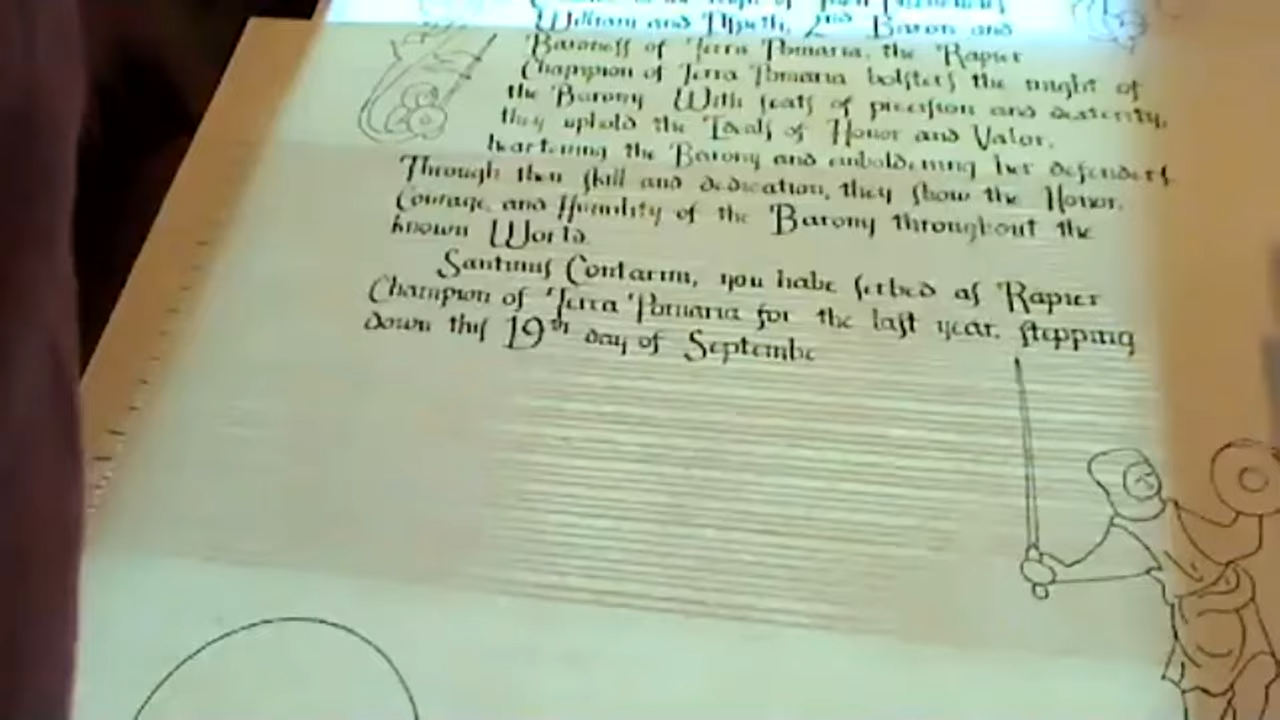 William and                2nd Baron and
Baroness of Terra Pomaria, the Rapier
Champion of Terra Pomaria bolsters the might of
the Barony With feats of precision and dexterity,
they uphold the Ideals of Honor and Valor,
heartening the Barony and emboldening her defenders
Through their skill and dedication, they show the Honor,
Courage, and Humility of the Barony throughout the
known World
Santinus Contarini, you habe serbed as Rapier
Champion of Terra Pomaria for the last year, stepping
down this 19th day of Septembe